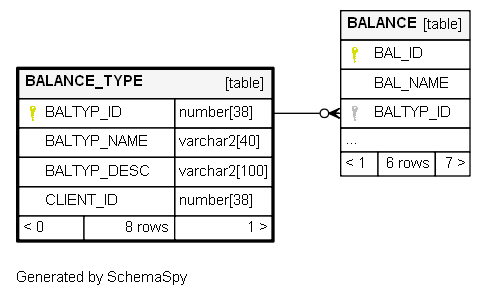 BALANCE [table]
BAL_ID
BAL_NAME
BALTYP_ID
...
< 1 6 rows 7 >
BALANCE_TYPE [table]
BALTYP_ID number[38]
BALTYP_NAME varchar2[40]
BALTYP_DESC varchar2[100]
CLIENT_ID number[38]
< 0 8 rows 1 >
Generated by SchemaSpy